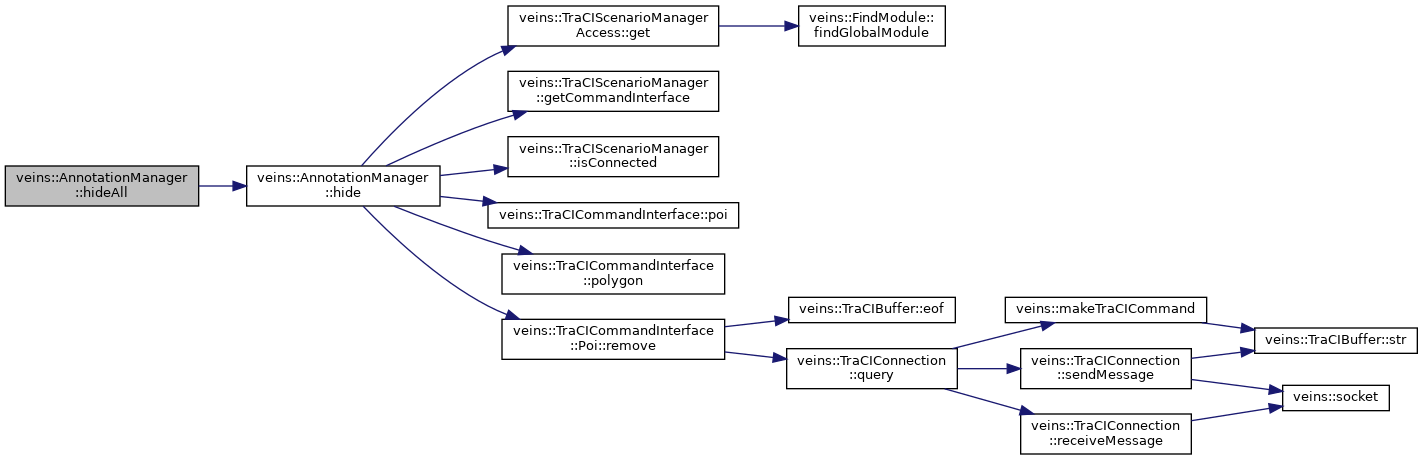 veins::TraCIScenarioManager
Access::get
veins::FindModule::
findGlobalModule
veins::TraCIScenarioManager
::getCommandInterface
veins::TraCIScenarioManager
::isConnected
veins::AnnotationManager
::hideAll
veins::AnnotationManager
::hide
veins::TraCICommandInterface::poi
veins::TraCICommandInterface
::polygon
veins::TraCICommandInterface
::Poi::remove
veins::TraCIBuffer::eof
veins::TraCIConnection
::query
veins::makeTraCICommand
veins::TraCIConnection
::sendMessage
veins::TraCIConnection
::receiveMessage
veins::TraCIBuffer::str
veins::socket